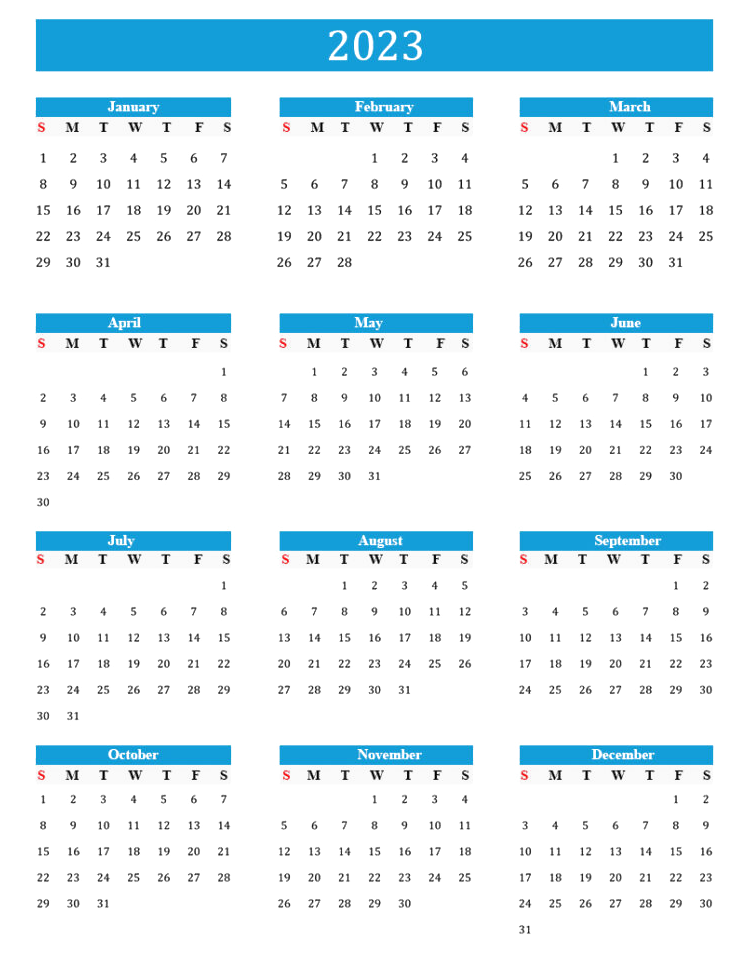 2023
January
S M T W T F S
1 2 3 4 5 6 7
8 9 10 11 12 13 14
15 16 17 18 19 20 21
22 23 24 25 26 27 28
29 30 31
February
S M T W T F S
1 2 3 4
5 6 7 8 9 10 11
12 13 14 15 16 17 18
19 20 21 22 23 24 25
26 27 28
March
S M T W T F S
1 2 3 4
5 6 7 8 9 10 11
12 13 14 15 16 17 18
19 20 21 22 23 24 25
26 27 28 29 30 31
April
S M T W T F S
1
2 3 4 5 6 7 8
9 10 11 12 13 14 15
16 17 18 19 20 21 22
23 24 25 26 27 28 29
30
May
S M T W T F S
1 2 3 4 5 6
7 8 9 10 11 12 13
14 15 16 17 18 19 20
21 22 23 24 25 26 27
28 29 30 31
June
S M T W T F S
1 2 3
4 5 6 7 8 9 10
11 12 13 14 15 16 17
18 19 20 21 22 23 24
25 26 27 28 29 30
July
S M T W T F S
1
2 3 4 5 6 7 8
9 10 11 12 13 14 15
16 17 18 19 20 21 22
23 24 25 26 27 28 29
30 31
August
S M T W T F S
1 2 3 4 5
6 7 8 9 10 11 12
13 14 15 16 17 18 19
20 21 22 23 24 25 26
27 28 29 30 31
September
S M T W T F S
1 2
3 4 5 6 7 8 9
10 11 12 13 14 15 16
17 18 19 20 21 22 23
24 25 26 27 28 29 30
October
S M T W T F S
1 2 3 4 5 6 7
8 9 10 11 12 13 14
15 16 17 18 19 20 21
22 23 24 25 26 27 28
29 30 31
November
S M T W T F S
1 2 3 4
5 6 7 8 9 10 11
12 13 14 15 16 17 18
19 20 21 22 23 24 25
26 27 28 29 30
December
S M T W T F S
1 2
3 4 5 6 7 8 9
10 11 12 13 14 15 16
17 18 19 20 21 22 23
24 25 26 27 28 29 30
31